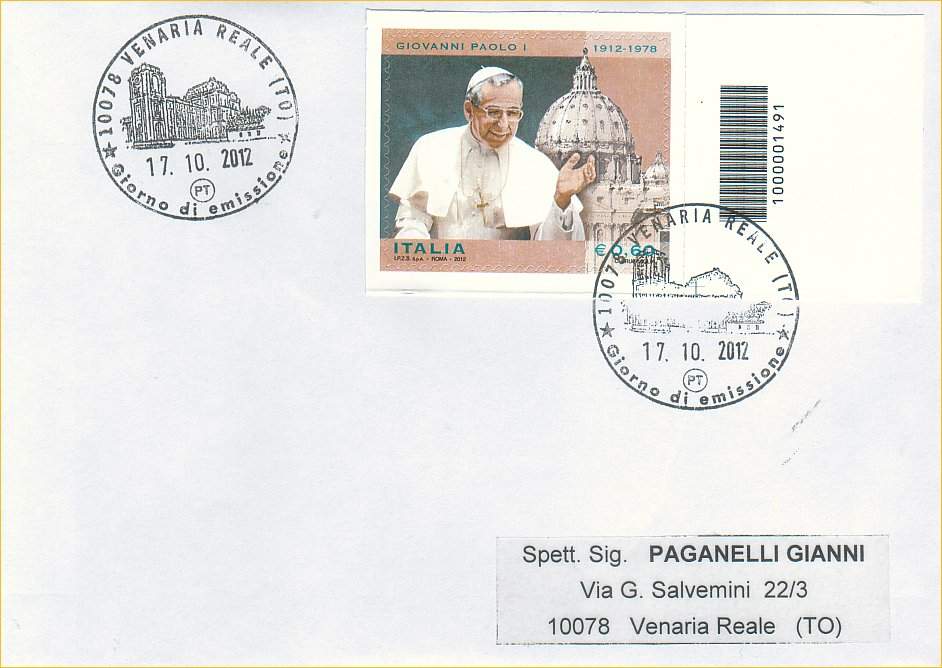 ★ 10078 VENARIA REALE (TO) ★
17. 10. 2012
PT
Giorno di emissione
GIOVANNI PAOLO I 1912-1978
ITALIA
€ 0,60
I.P.Z.S. S.p.A. - ROMA - 2012
1000001491
★ 10078 VENARIA REALE (TO) ★
17. 10. 2012
PT
Giorno di emissione
Spett. Sig. PAGANELLI GIANNI
Via G. Salvemini 22/3
10078 Venaria Reale (TO)